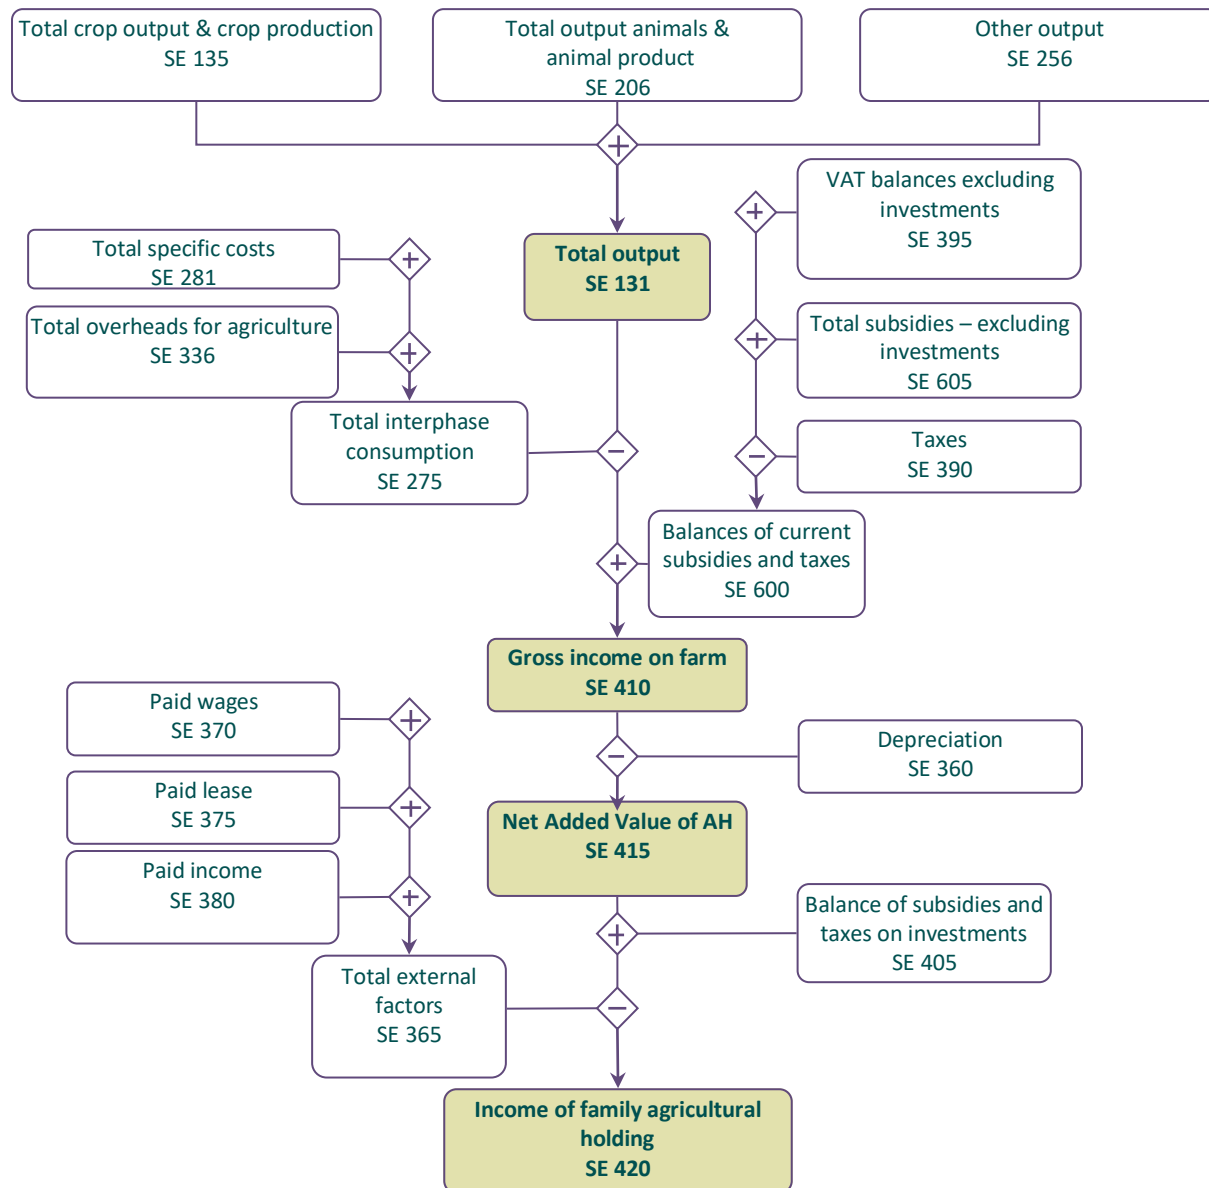 Total crop output & crop production
SE 135
Total output animals &
animal product
SE 206
Other output
SE 256
VAT balances excluding
investments
SE 395
Total specific costs
SE 281
Total output
SE 131
Total overheads for agriculture
SE 336
Total subsidies – excluding
investments
SE 605
Total interphase
consumption
SE 275
Taxes
SE 390
Balances of current
subsidies and taxes
SE 600
Gross income on farm
SE 410
Paid wages
SE 370
Depreciation
SE 360
Paid lease
SE 375
Net Added Value of AH
SE 415
Paid income
SE 380
Balance of subsidies and
taxes on investments
SE 405
Total external
factors
SE 365
Income of family agricultural
holding
SE 420